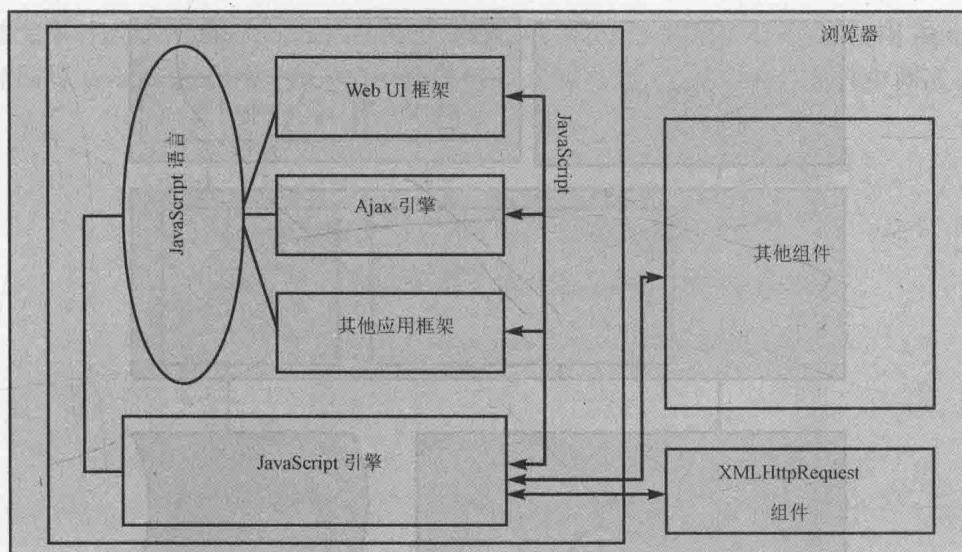 浏览器
Web UI 框架
JavaScript
JavaScript 语言
Ajax 引擎
其他组件
其他应用框架
JavaScript 引擎
XMLHttpRequest
组件